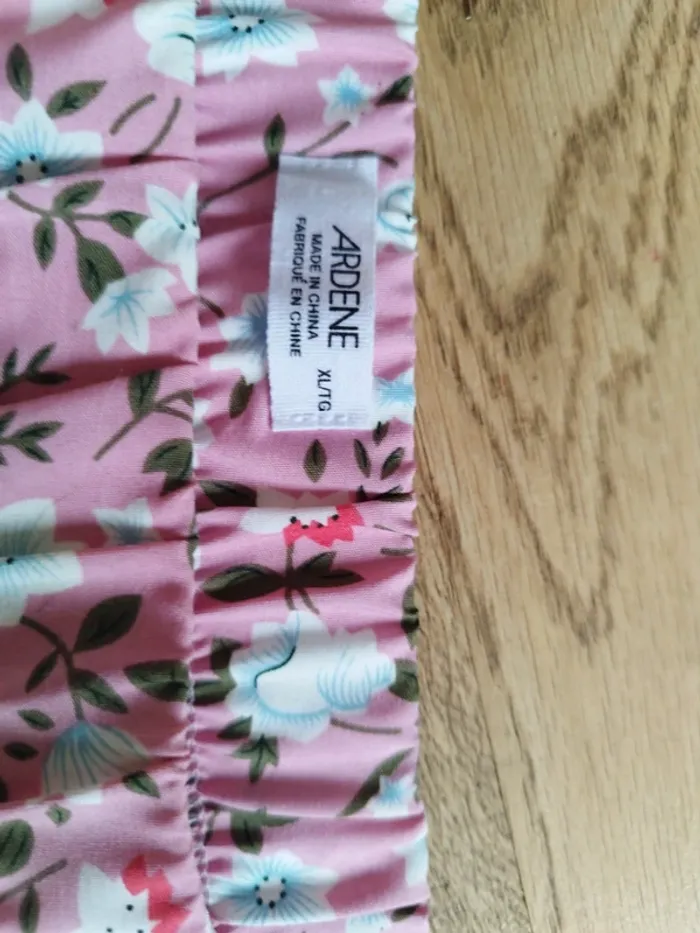 ARDENE
MADE IN CHINA
FABRIQUÉ EN CHINE
XL/TG